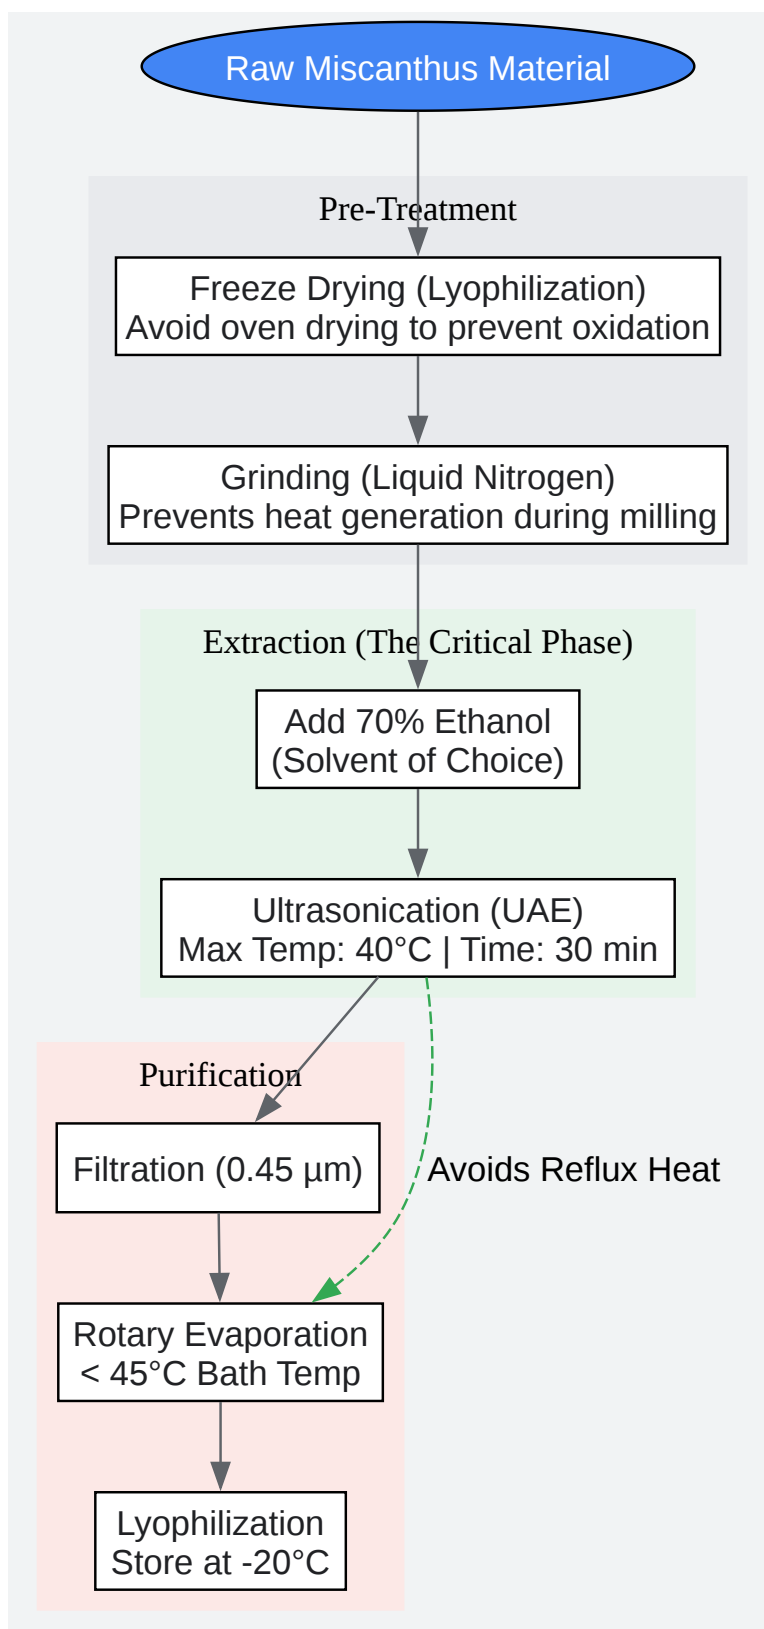 Raw Miscanthus Material
Pre-Treatment
Freeze Drying (Lyophilization)
Avoid oven drying to prevent oxidation
Grinding (Liquid Nitrogen)
Prevents heat generation during milling
Extraction (The Critical Phase)
Add 70% Ethanol
(Solvent of Choice)
Ultrasonication (UAE)
Max Temp: 40°C | Time: 30 min
Purification
Filtration (0.45 µm)
Avoids Reflux Heat
Rotary Evaporation
< 45°C Bath Temp
Lyophilization
Store at -20°C